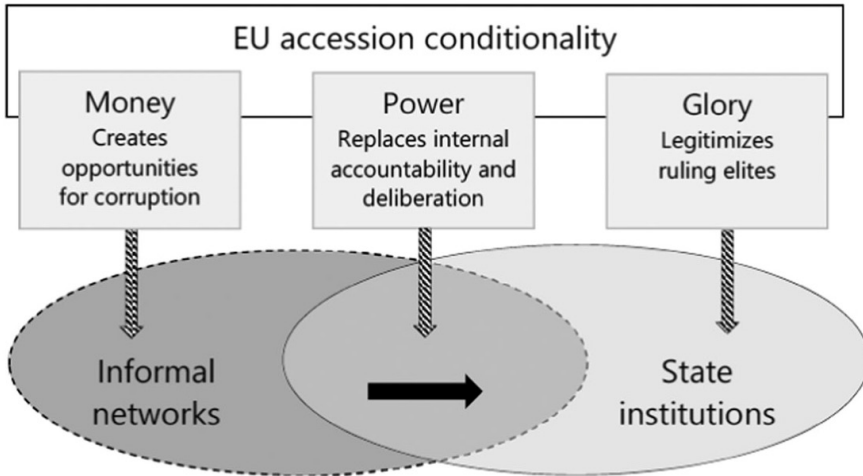 EU accession conditionality
Money
Creates
opportunities
for corruption
Power
Replaces internal
accountability and
deliberation
Glory
Legitimizes
ruling elites
Informal
networks
State
institutions